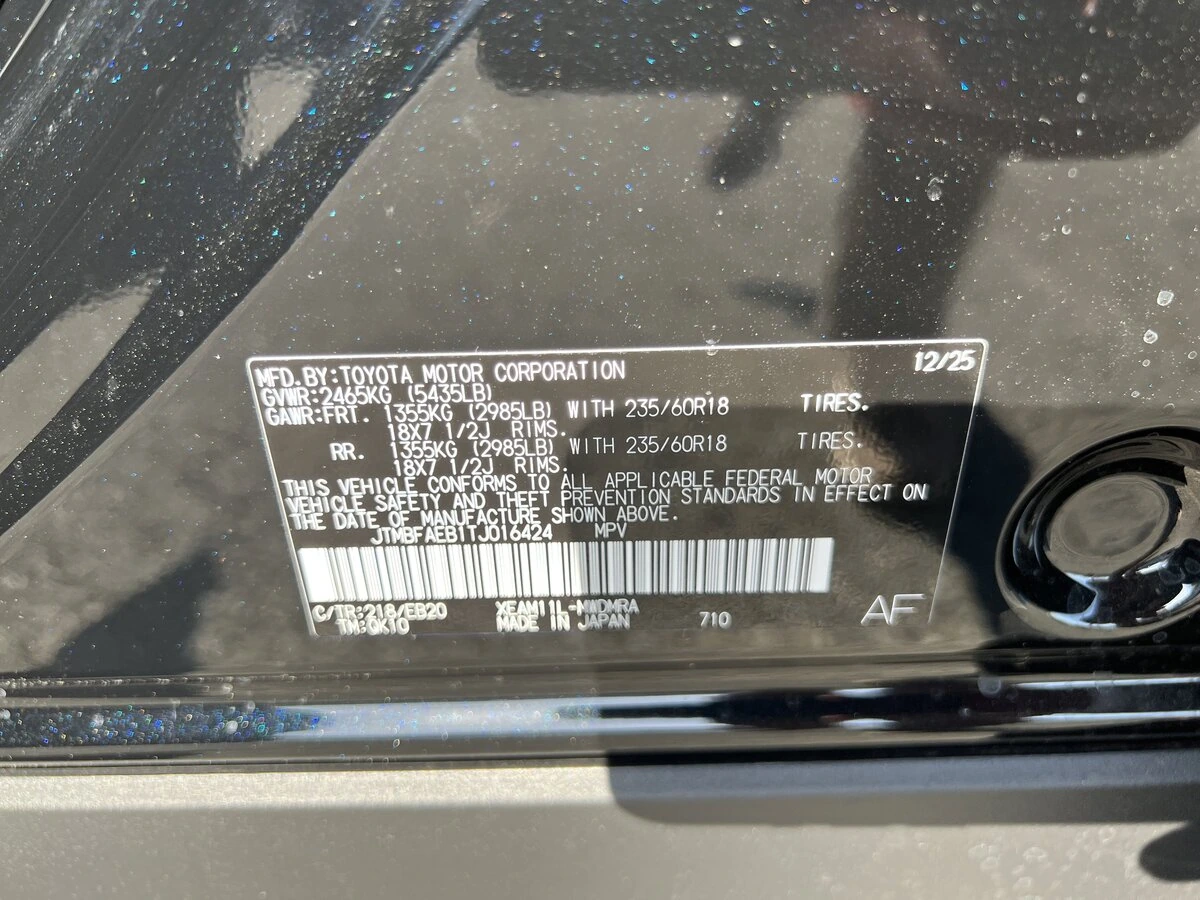 MFD.BY:TOYOTA MOTOR CORPORATION 12/25
GVWR:2465KG (5435LB)
GAWR:FRT. 1355KG (2985LB) WITH 235/60R18 TIRES.
18X7 1/2J RIMS.
RR. 1355KG (2985LB) WITH 235/60R18 TIRES.
18X7 1/2J RIMS.
THIS VEHICLE CONFORMS TO ALL APPLICABLE FEDERAL MOTOR
VEHICLE SAFETY AND THEFT PREVENTION STANDARDS IN EFFECT ON
THE DATE OF MANUFACTURE SHOWN ABOVE.
JTMBFAEB1TJ016424 MPV
C/TR:218/EB20 XEAM11L-MWDMRA
TM:QK10 MADE IN JAPAN 710 AF